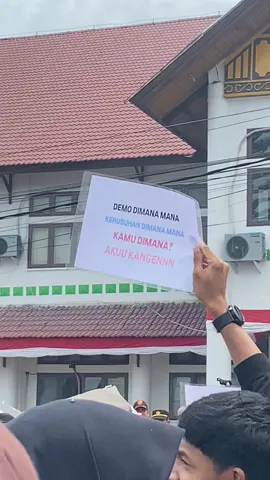 DEMO DIMANA MANA
KERUSUHAN DIMANA MANA
KAMU DIMANA?
AKUU KANGENNN